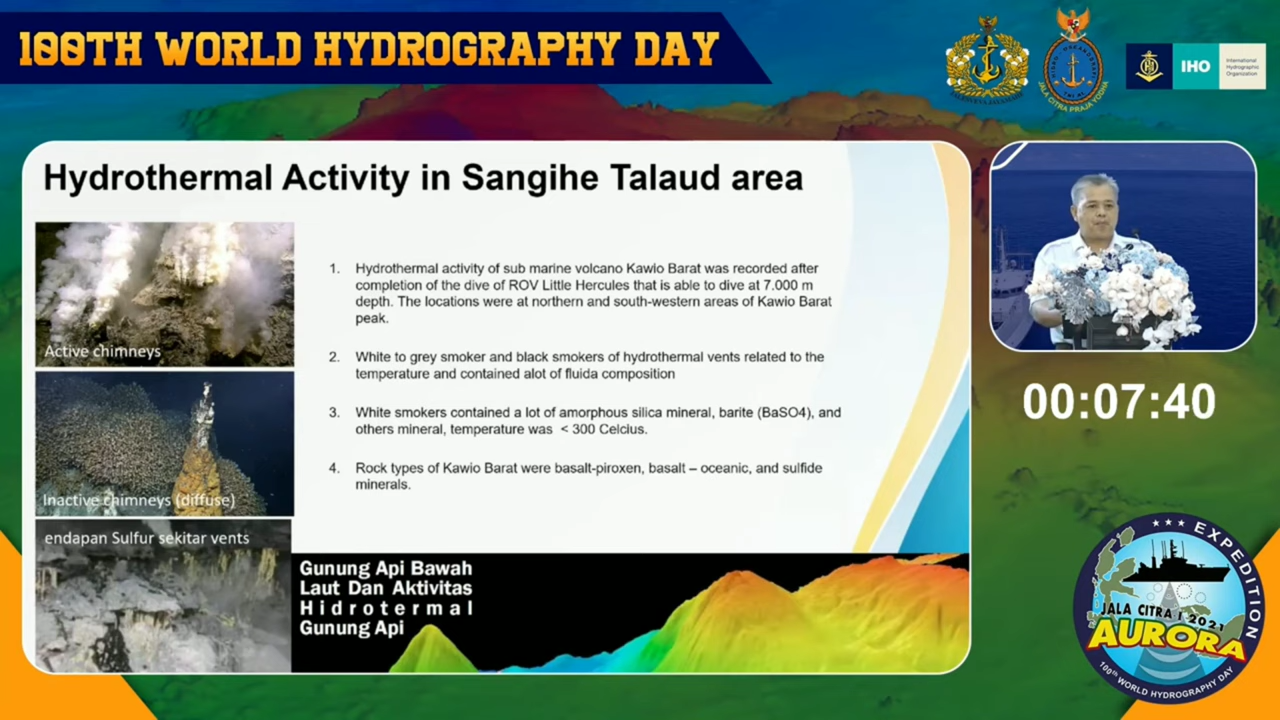 100TH WORLD HYDROGRAPHY DAY
IHO
International
Hydrographic
Organization
Hydrothermal Activity in Sangihe Talaud area
Active chimneys
Inactive chimneys (diffuse)
endapan Sulfur sekitar vents
1. Hydrothermal activity of sub marine volcano Kawio Barat was recorded after
completion of the dive of ROV Little Hercules that is able to dive at 7.000 m
depth. The locations were at northern and south-western areas of Kawio Barat
peak.
2. White to grey smoker and black smokers of hydrothermal vents related to the
temperature and contained alot of fluida composition
3. White smokers contained a lot of amorphous silica mineral, barite (BaSO4), and
others mineral, temperature was < 300 Celcius.
4. Rock types of Kawio Barat were basalt-piroxen, basalt – oceanic, and sulfide
minerals.
Gunung Api Bawah
Laut Dan Aktivitas
Hidrotermal
Gunung Api
00:07:40
EXPEDITION
JALA CITRA I 2021
AURORA
100th WORLD HYDROGRAPHY DAY